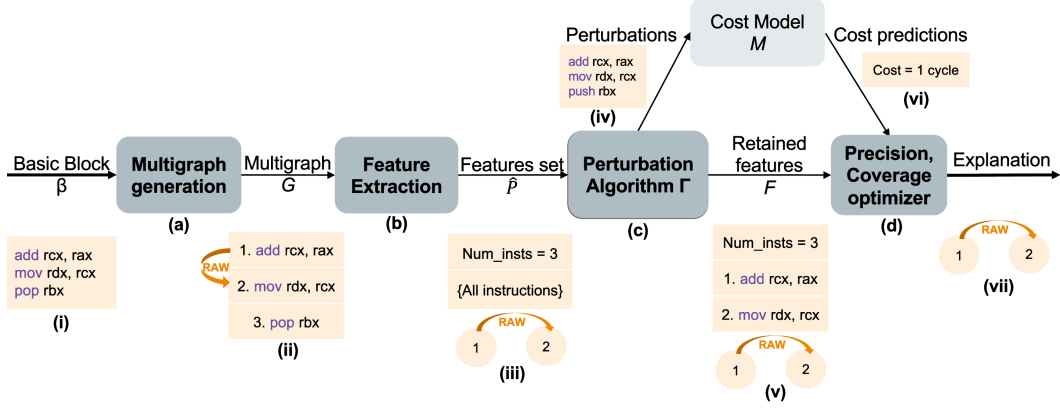 Perturbations
Cost Model
M
Cost predictions
add rcx, rax
mov rdx, rcx
push rbx
(iv)
Cost = 1 cycle
(vi)
Basic Block
β
Multigraph
generation
(a)
Multigraph
G
Feature
Extraction
(b)
Features set
P̂
Perturbation
Algorithm Γ
(c)
Retained
features
F
Precision,
Coverage
optimizer
(d)
Explanation
add rcx, rax
mov rdx, rcx
pop rbx
(i)
1. add rcx, rax
RAW
2. mov rdx, rcx
3. pop rbx
(ii)
Num_insts = 3
{All instructions}
RAW
1
2
(iii)
Num_insts = 3
1. add rcx, rax
2. mov rdx, rcx
RAW
1
2
(v)
RAW
1
2
(vii)